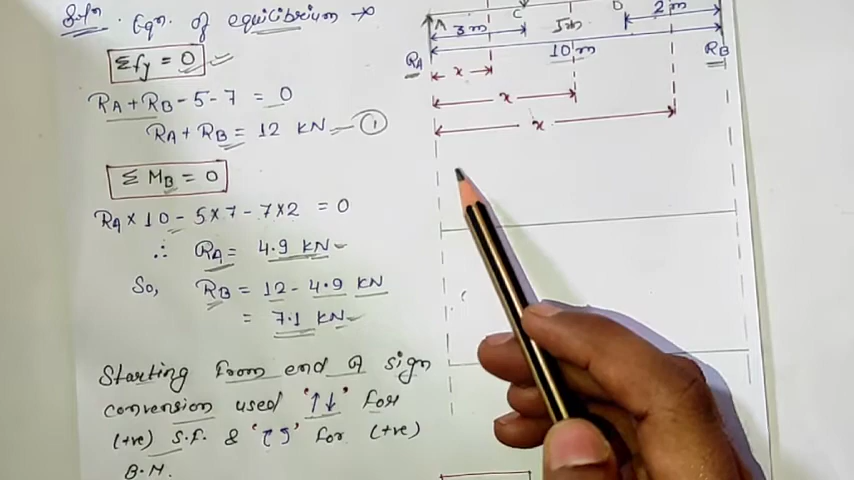 Soln. Eqn. of equilibrium →
Σfy = 0
RA + RB - 5 - 7 = 0
RA + RB = 12 KN — ①
Σ MB = 0
RA × 10 - 5×7 - 7×2 = 0
∴ RA = 4.9 KN
So, RB = 12 - 4.9 KN
= 7.1 KN
Starting from end A sign
convension used '↑↓' for
(+ve) S.F. & '↾↿' for (+ve)
B.M.
A C D
3m 5m 2m
RA 10m RB
x
x
x